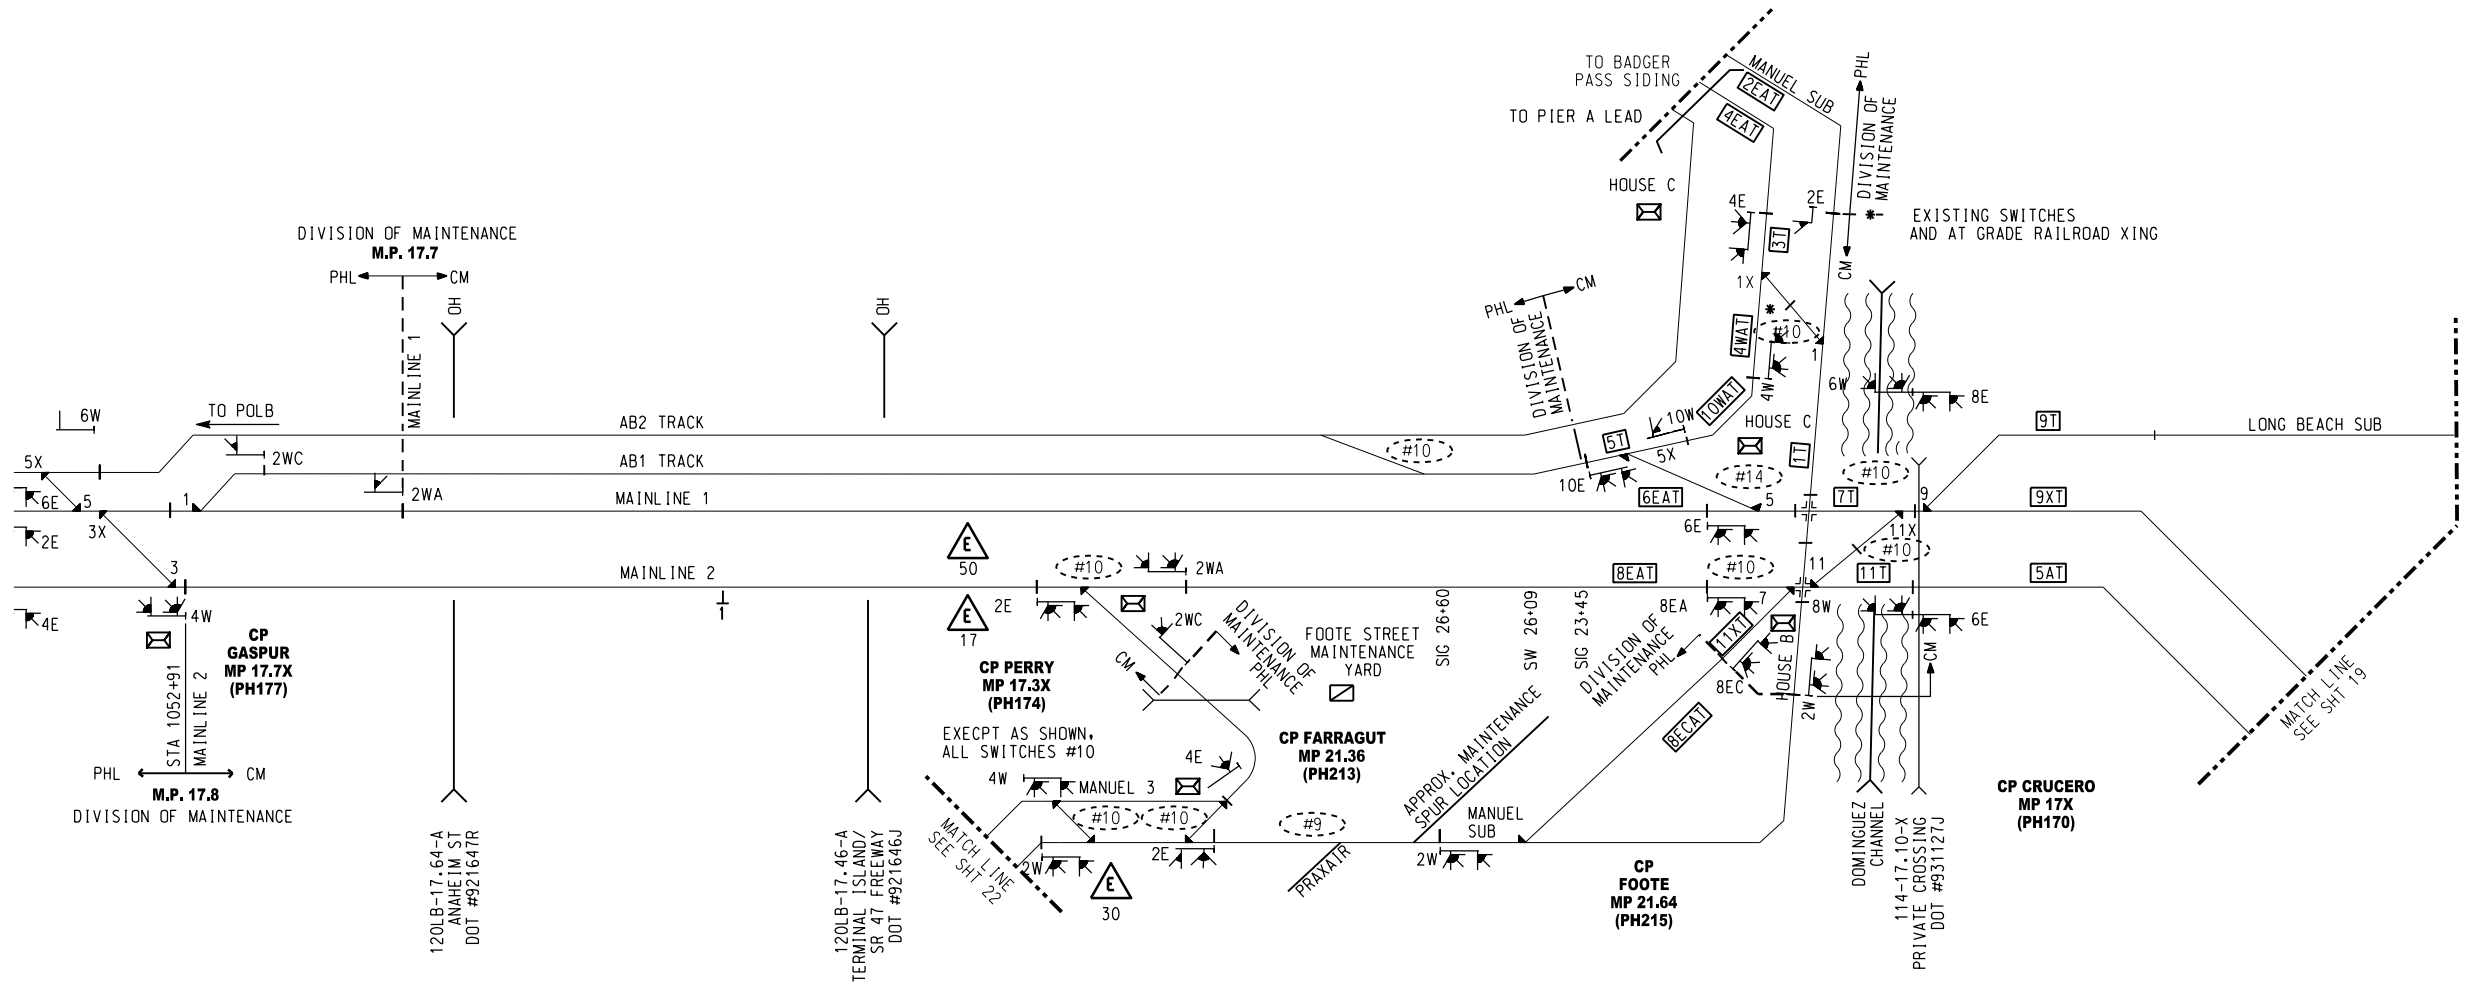 TO BADGER
PASS SIDING
TO PIER A LEAD
MANUEL SUB
2EAT
4EAT
PHL
DIVISION OF
MAINTENANCE
CM
HOUSE C
4E
2E
3T
EXISTING SWITCHES
AND AT GRADE RAILROAD XING
DIVISION OF MAINTENANCE
M.P. 17.7
PHL
CM
MAINLINE 1
OH
OH
PHL
CM
DIVISION OF
MAINTENANCE
1X
*
*
#10
1
4WAT
4W
10WAT
HOUSE C
6W
8E
6W
TO POLB
AB2 TRACK
#10
10W
5T
5X
9T
LONG BEACH SUB
5X
2WC
AB1 TRACK
#14
1T
#10
10E
6E
5
1
2WA
MAINLINE 1
6EAT
5
7T
9
9XT
3X
2E
6E
11X
E
50
#10
3
MAINLINE 2
#10
2WA
8EAT
#10
11
11T
5AT
4E
4W
E
17
2E
2WC
8EA
7
8W
6E
CP
GASPUR
MP 17.7X
(PH177)
STA 1052+91
MAINLINE 2
PHL
CM
M.P. 17.8
DIVISION OF MAINTENANCE
CP PERRY
MP 17.3X
(PH174)
CM
DIVISION OF
MAINTENANCE
PHL
FOOTE STREET
MAINTENANCE
YARD
SIG 26+60
SW 26+09
SIG 23+45
DIVISION OF
MAINTENANCE
PHL
11XT
HOUSE B
8EC
2W
CM
8ECAT
EXECPT AS SHOWN,
ALL SWITCHES #10
4W
MANUEL 3
4E
CP FARRAGUT
MP 21.36
(PH213)
APPROX. MAINTENANCE
SPUR LOCATION
MATCH LINE
SEE SHT 19
#10
#10
#9
MANUEL
SUB
MATCH LINE
SEE SHT 22
2W
2E
E
30
PRAXAIR
2W
CP
FOOTE
MP 21.64
(PH215)
CP CRUCERO
MP 17X
(PH170)
1
120LB-17.64-A
ANAHEIM ST
DOT #921647R
120LB-17.46-A
TERMINAL ISLAND/
SR 47 FREEWAY
DOT #921646J
DOMINGUEZ
CHANNEL
114-17.10-X
PRIVATE CROSSING
DOT #931127J